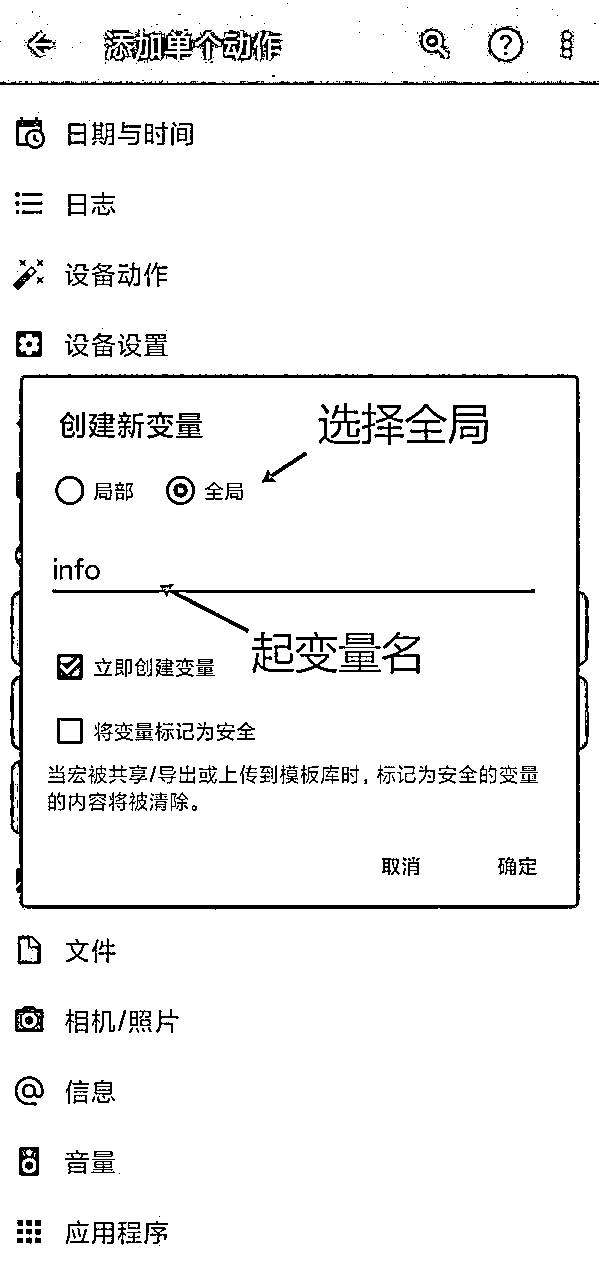 添加单个动作
日期与时间
日志
设备动作
设备设置
创建新变量
选择全局
局部 全局
info
起变量名
立即创建变量
将变量标记为安全
当宏被共享/导出或上传到模板库时, 标记为安全的变量
的内容将被清除。
取消 确定
文件
相机/照片
信息
音量
应用程序